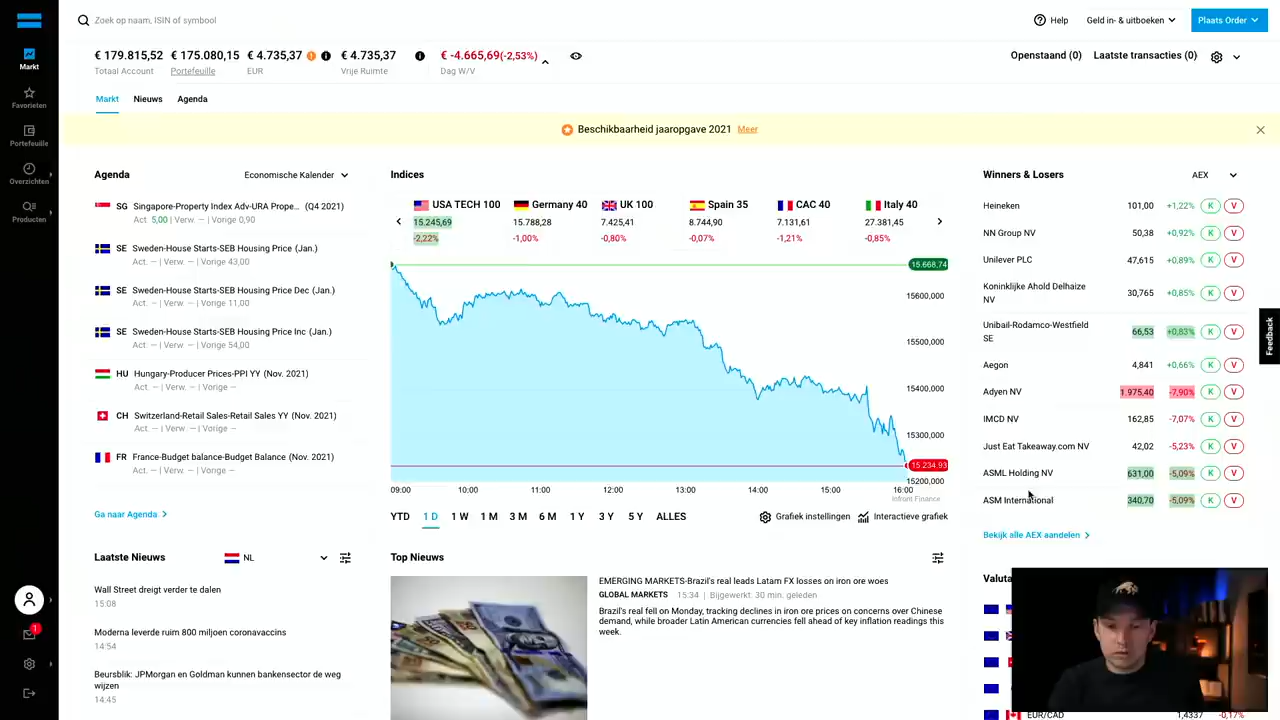 Zoek op naam, ISIN of symbool
Help
Geld in- & uitboeken
Plaats Order
€ 179.815,52 € 175.080,15 € 4.735,37 € 4.735,37 € -4.665,69(-2,53%)
Totaal Account Portefeuille EUR Vrije Ruimte Dag W/V
Openstaand (0) Laatste transacties (0)
Markt
Favorieten
Portefeuille
Overzichten
Producten
1
Markt Nieuws Agenda
Beschikbaarheid jaaropgave 2021 Meer
Agenda
Economische Kalender
SG Singapore-Property Index Adv-URA Prope... (Q4 2021)
Act 5,00 | Verw. — | Vorige 0,90
SE Sweden-House Starts-SEB Housing Price (Jan.)
Act. — | Verw. — | Vorige 43,00
SE Sweden-House Starts-SEB Housing Price Dec (Jan.)
Act. — | Verw. — | Vorige 11,00
SE Sweden-House Starts-SEB Housing Price Inc (Jan.)
Act. — | Verw. — | Vorige 54,00
HU Hungary-Producer Prices-PPI YY (Nov. 2021)
Act. — | Verw. — | Vorige —
CH Switzerland-Retail Sales-Retail Sales YY (Nov. 2021)
Act. — | Verw. — | Vorige —
FR France-Budget balance-Budget Balance (Nov. 2021)
Act. — | Verw. — | Vorige —
Ga naar Agenda
Indices
USA TECH 100 Germany 40 UK 100 Spain 35 CAC 40 Italy 40
15.245,69 15.788,28 7.425,41 8.744,90 7.131,61 27.381,45
-2,22% -1,00% -0,80% -0,07% -1,21% -0,85%
15.668,74
15600,000
15500,000
15400,000
15300,000
15.234,93
15200,000
09:00 10:00 11:00 12:00 13:00 14:00 15:00 16:00
Infront Finance
YTD 1 D 1 W 1 M 3 M 6 M 1 Y 3 Y 5 Y ALLES
Grafiek instellingen Interactieve grafiek
Winners & Losers AEX
Heineken 101,00 +1,22% K V
NN Group NV 50,38 +0,92% K V
Unilever PLC 47,615 +0,89% K V
Koninklijke Ahold Delhaize
NV 30,765 +0,85% K V
Unibail-Rodamco-Westfield
SE 66,53 +0,83% K V
Aegon 4,841 +0,66% K V
Adyen NV 1.975,40 -7,90% K V
IMCD NV 162,85 -7,07% K V
Just Eat Takeaway.com NV 42,02 -5,23% K V
ASML Holding NV 631,00 -5,09% K V
ASM International 340,70 -5,09% K V
Bekijk alle AEX aandelen
Feedback
Laatste Nieuws
NL
Wall Street dreigt verder te dalen
15:08
Moderna leverde ruim 800 miljoen coronavaccins
14:54
Beursblik: JPMorgan en Goldman kunnen bankensector de weg
wijzen
14:45
Top Nieuws
EMERGING MARKETS-Brazil's real leads Latam FX losses on iron ore woes
GLOBAL MARKETS 15:34 | Bijgewerkt. 30 min. geleden
Brazil's real fell on Monday, tracking declines in iron ore prices on concerns over Chinese
demand, while broader Latin American currencies fell ahead of key inflation readings this
week.
Valuta
EUR/CAD 1,4337 -0,17%